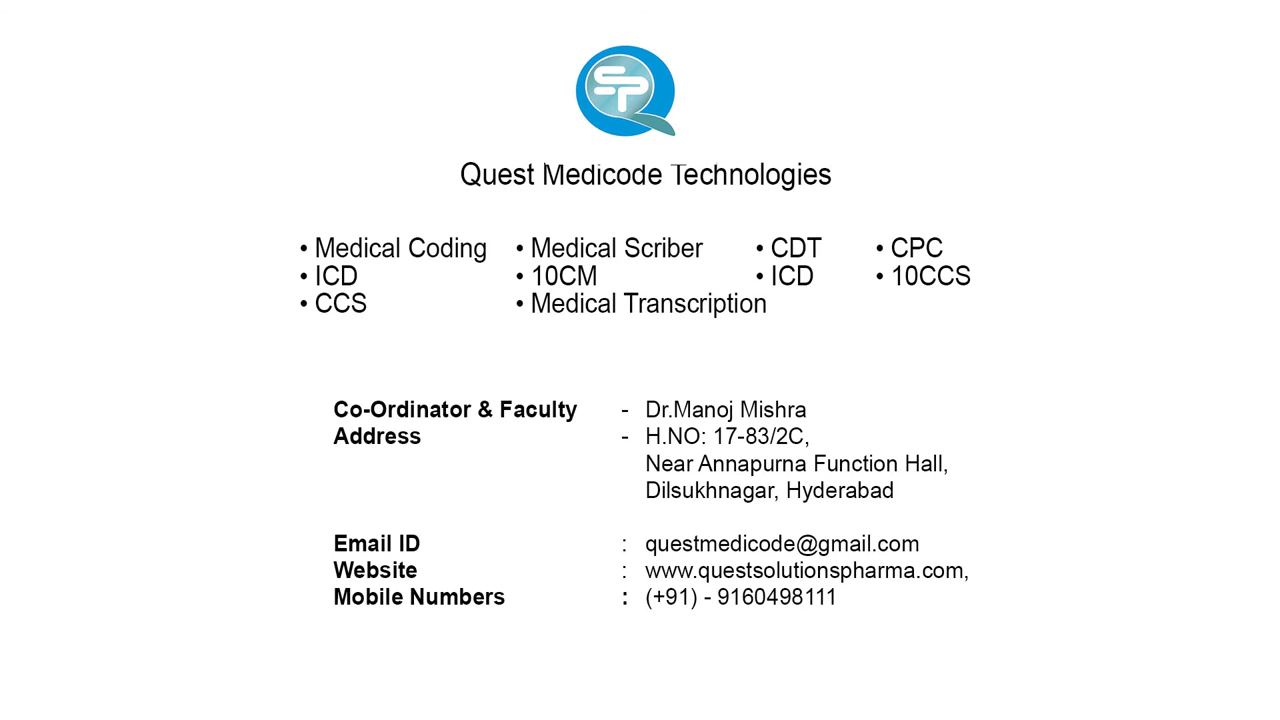 SP
Quest Medicode Technologies
• Medical Coding • Medical Scriber • CDT • CPC
• ICD • 10CM • ICD • 10CCS
• CCS • Medical Transcription
Co-Ordinator & Faculty - Dr.Manoj Mishra
Address - H.NO: 17-83/2C,
Near Annapurna Function Hall,
Dilsukhnagar, Hyderabad
Email ID : questmedicode@gmail.com
Website : www.questsolutionspharma.com,
Mobile Numbers : (+91) - 9160498111